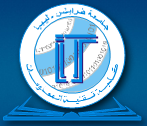 جامعة طرابلس - ليبيا
IT
كلية تقنية المعلومات